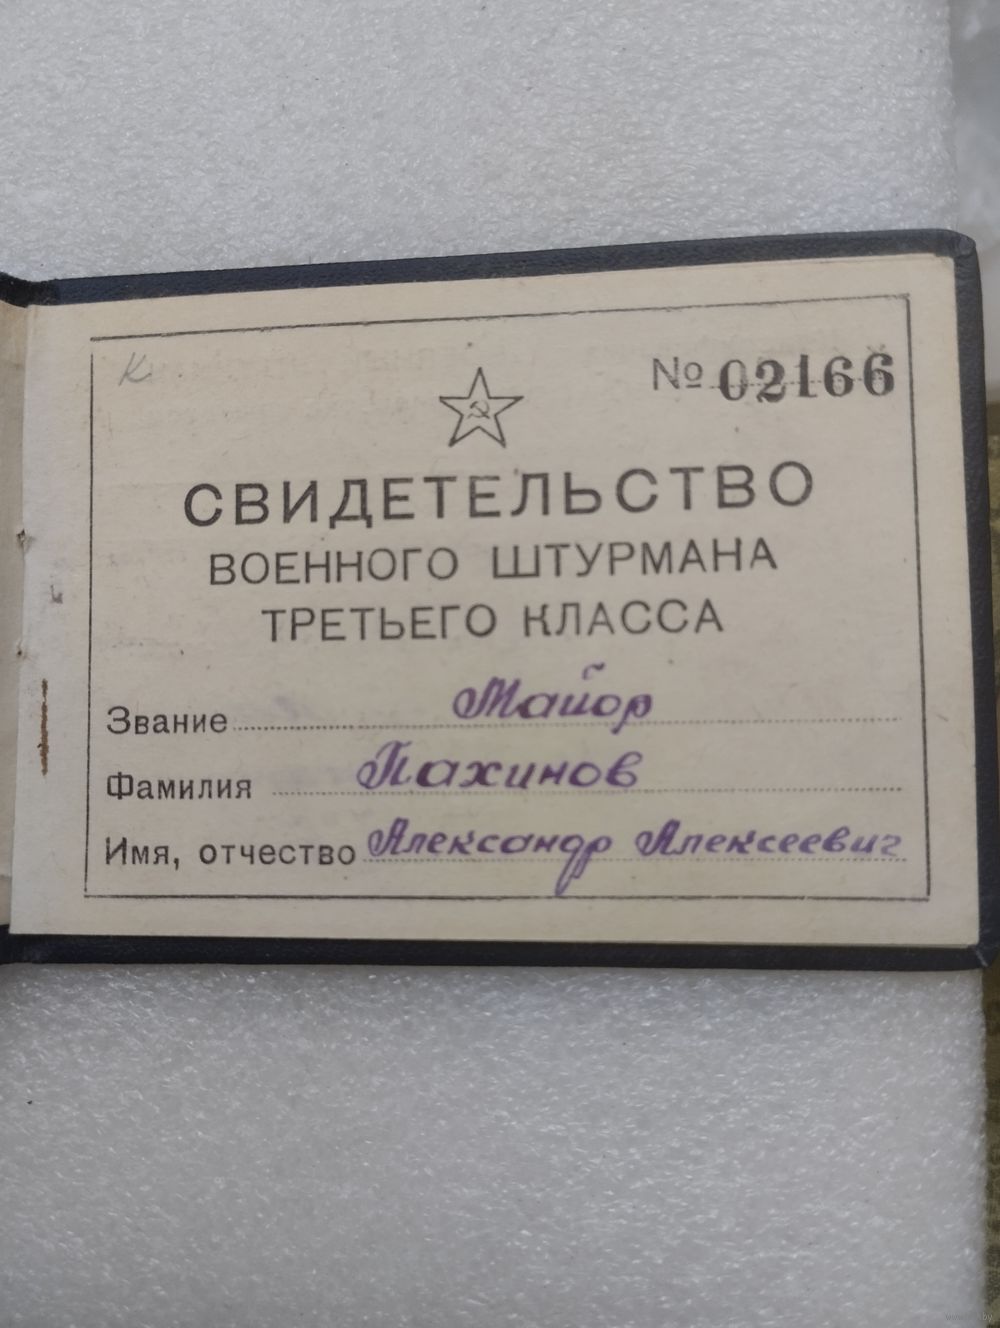 К
№ 02166
СВИДЕТЕЛЬСТВО
ВОЕННОГО ШТУРМАНА
ТРЕТЬЕГО КЛАССА
Звание Майор
Фамилия Пахинов
Имя, отчество Александр Алексеевич